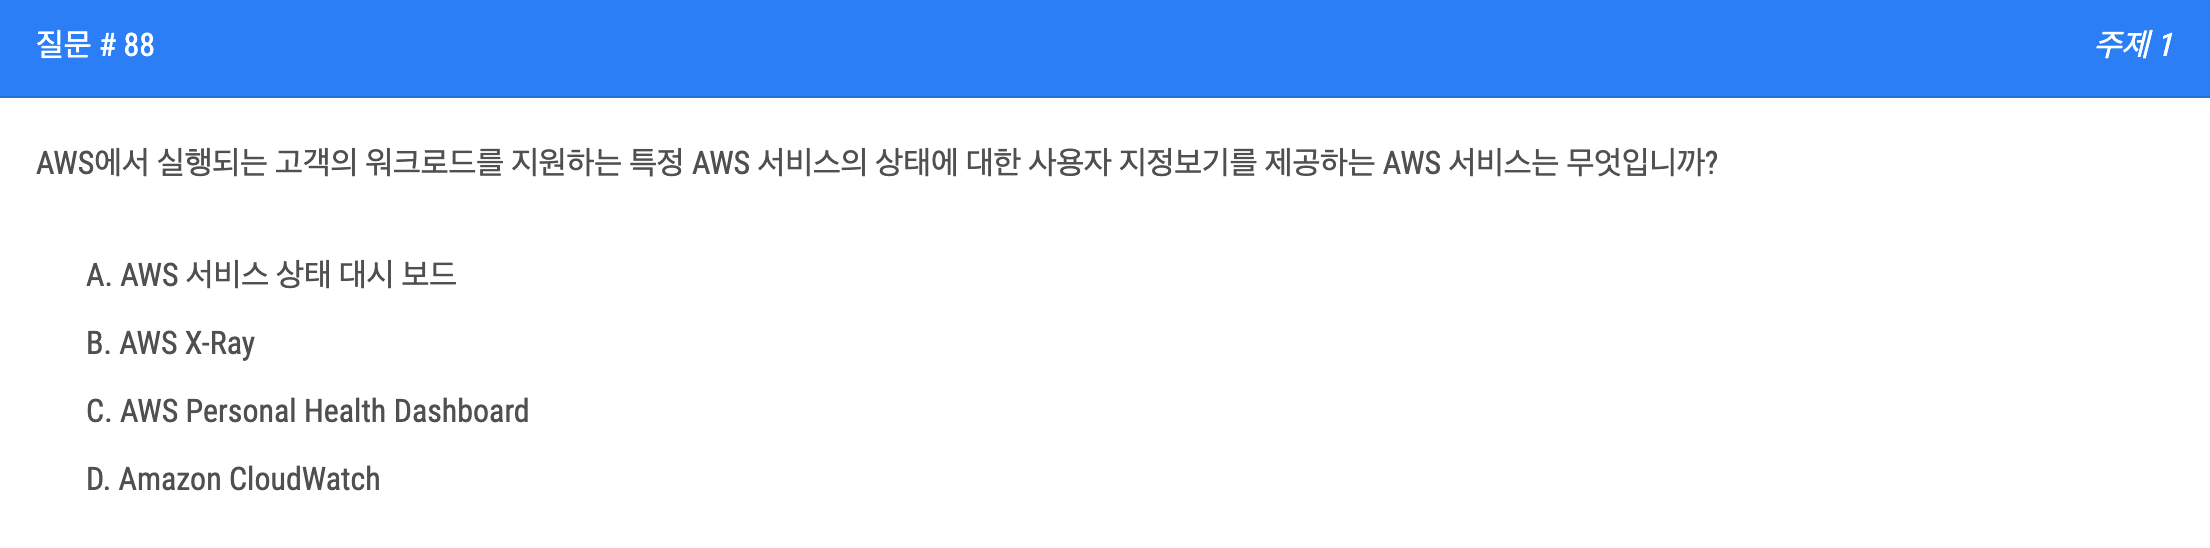 질문 # 88
주제 1
AWS에서 실행되는 고객의 워크로드를 지원하는 특정 AWS 서비스의 상태에 대한 사용자 지정보기를 제공하는 AWS 서비스는 무엇입니까?
A. AWS 서비스 상태 대시 보드
B. AWS X-Ray
C. AWS Personal Health Dashboard
D. Amazon CloudWatch